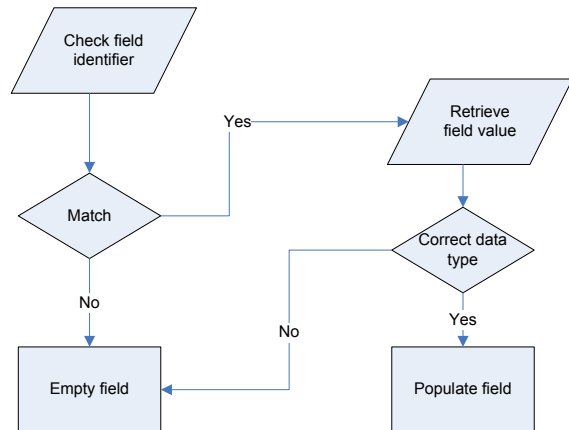 Check field
identifier
Yes
Retrieve
field value
Match
Correct data
type
No
No
Yes
Empty field
Populate field